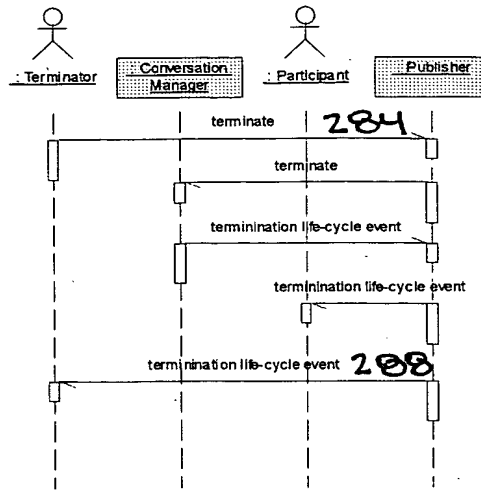 : Terminator
: Conversation
Manager
: Participant
: Publisher
terminate 284
terminate
terminination life-cycle event
terminination life-cycle event
terminination life-cycle event 288